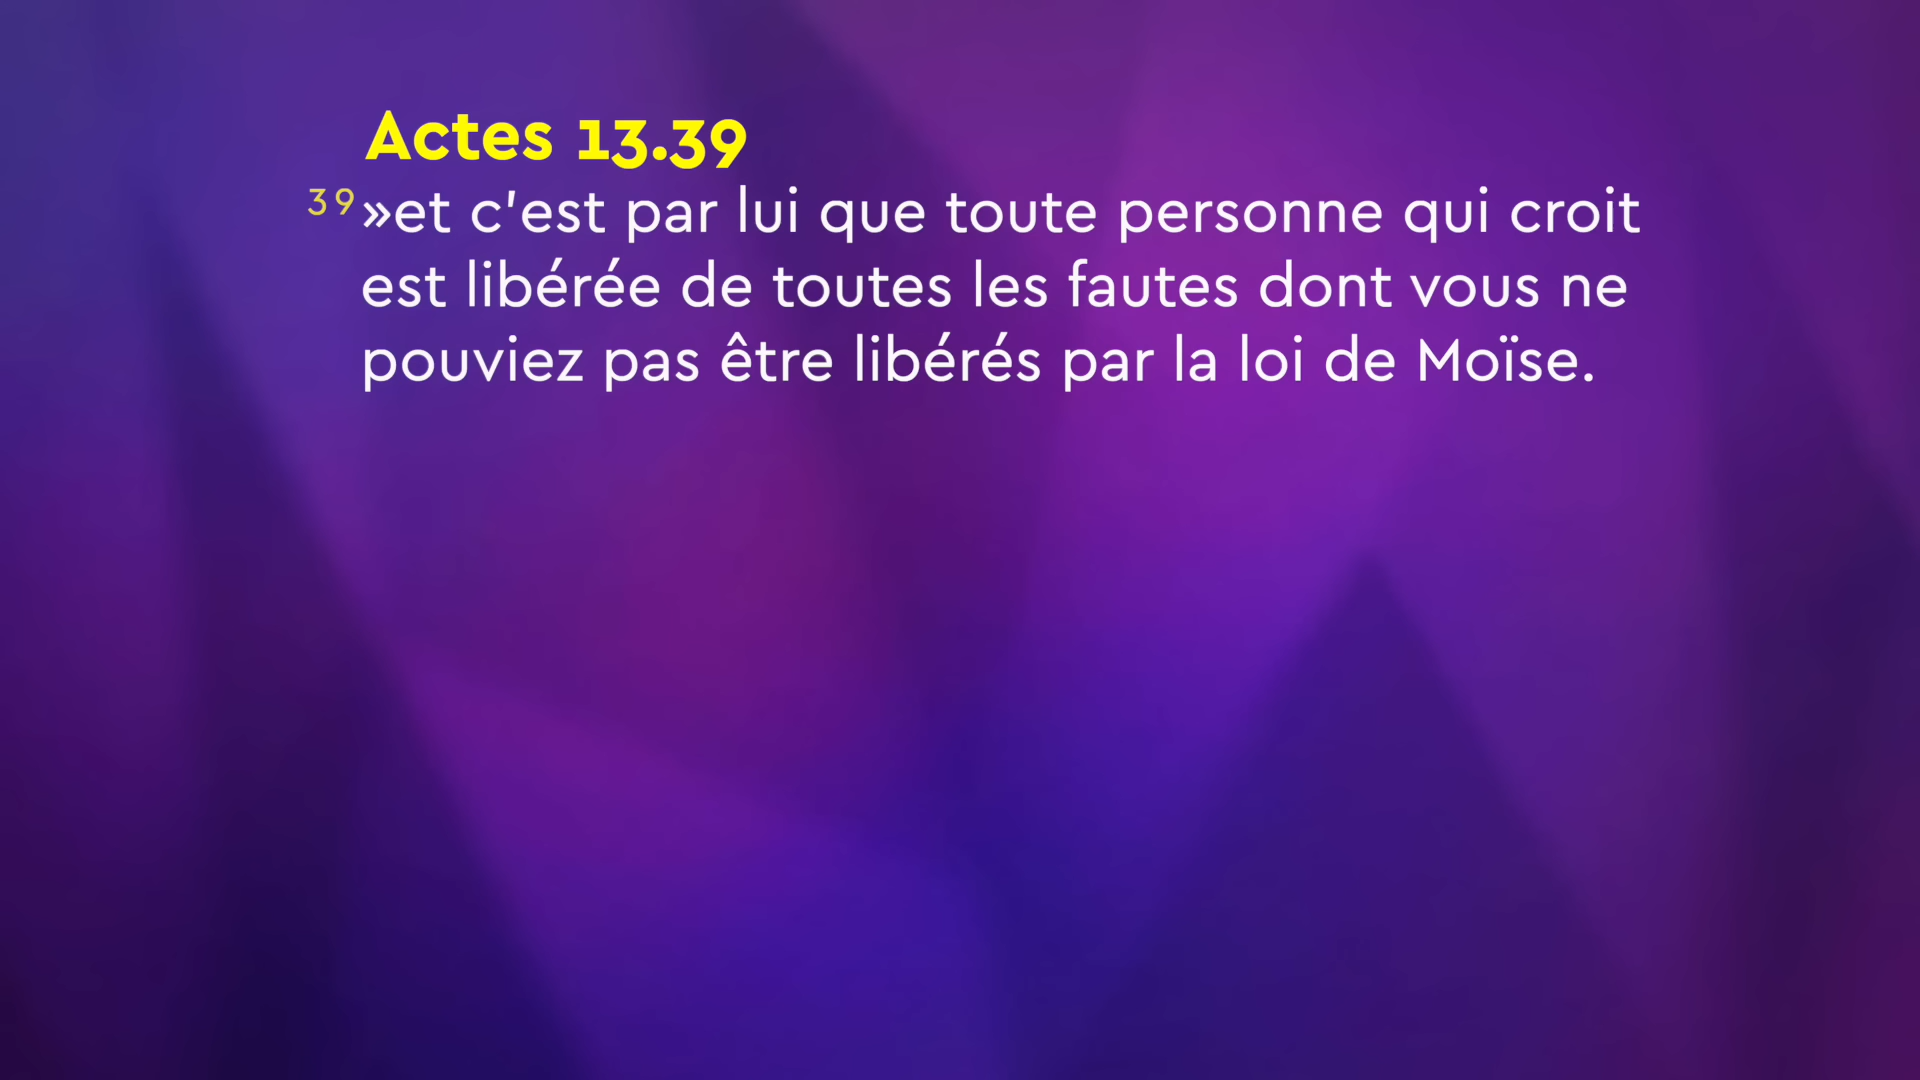 Actes 13.39
39 »et c'est par lui que toute personne qui croit
est libérée de toutes les fautes dont vous ne
pouviez pas être libérés par la loi de Moïse.